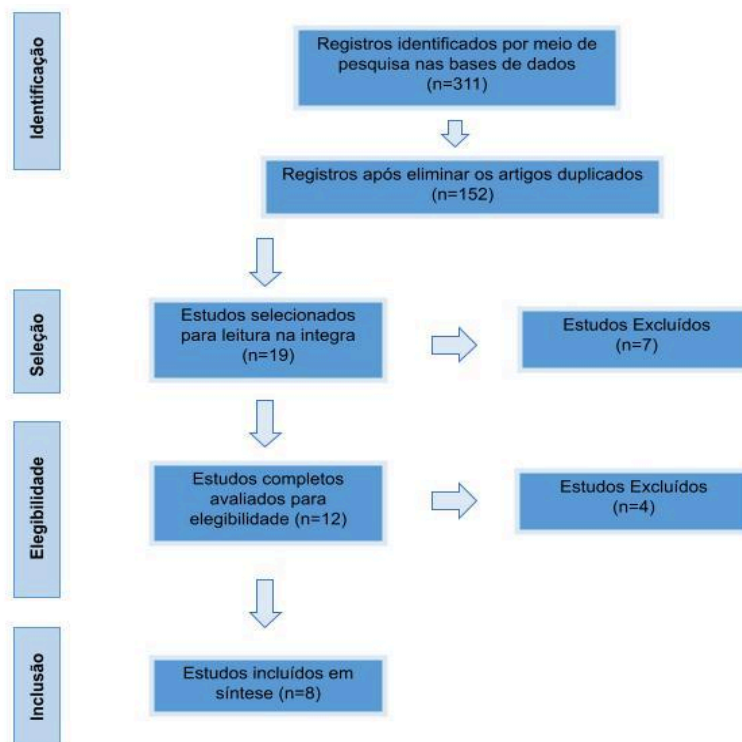 Identificação
Registros identificados por meio de
pesquisa nas bases de dados
(n=311)
Registros após eliminar os artigos duplicados
(n=152)
Seleção
Estudos selecionados
para leitura na integra
(n=19)
Estudos Excluídos
(n=7)
Elegibilidade
Estudos completos
avaliados para
elegibilidade (n=12)
Estudos Excluídos
(n=4)
Inclusão
Estudos incluídos em
síntese (n=8)